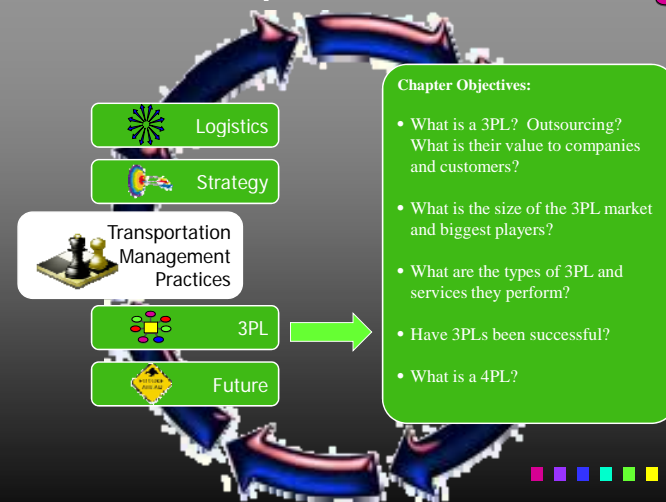 Logistics
Strategy
Transportation
Management
Practices
3PL
Future
Chapter Objectives:
• What is a 3PL? Outsourcing?
What is their value to companies
and customers?
• What is the size of the 3PL market
and biggest players?
• What are the types of 3PL and
services they perform?
• Have 3PLs been successful?
• What is a 4PL?